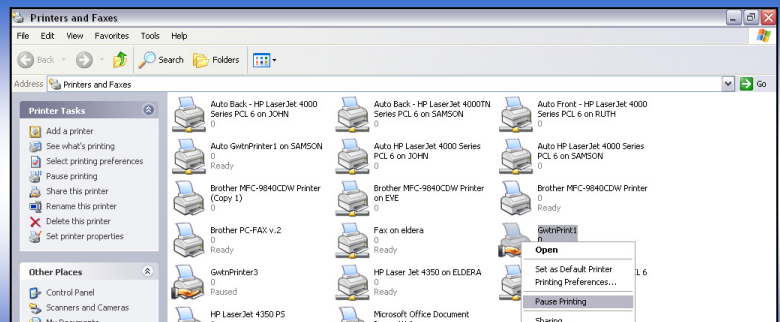 Printers and Faxes
File Edit View Favorites Tools Help
Back Search Folders
Address Printers and Faxes Go
Printer Tasks
Add a printer
See what's printing
Select printing preferences
Pause printing
Share this printer
Rename this printer
Delete this printer
Set printer properties
Other Places
Control Panel
Scanners and Cameras
My Documents
Auto Back - HP LaserJet 4000
Series PCL 6 on JOHN
0
Auto Back - HP LaserJet 4000TN
Series PCL 6 on SAMSON
0
Auto Front - HP LaserJet 4000
Series PCL 6 on RUTH
0
Auto GwtnPrinter1 on SAMSON
0
Ready
Auto HP LaserJet 4000 Series
PCL 6 on JOHN
0
Auto HP LaserJet 4000 Series
PCL 6 on SAMSON
0
Brother MFC-9840CDW Printer
(Copy 1)
0
Brother MFC-9840CDW Printer
on EVE
0
Brother MFC-9840CDW Printer
0
Ready
Brother PC-FAX v.2
0
Ready
Fax on eldera
0
Ready
GwtnPrint1
0
GwtnPrinter3
0
Paused
HP Laser Jet 4350 on ELDERA
0
Ready
L 6
HP LaserJet 4350 PS
0
Microsoft Office Document
Open
Set as Default Printer
Printing Preferences...
Pause Printing
Sharing